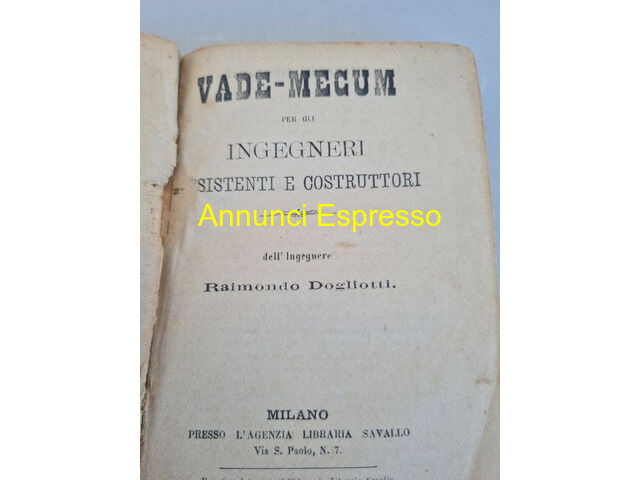 VADE-MECUM
PER GLI
INGEGNERI
SISTENTI E COSTRUTTORI
Annunci Espresso
dell' Ingegnere
Raimondo Dogliotti.
MILANO
PRESSO L'AGENZIA LIBRARIA SAVALLO
Via S. Paolo, N. 7.